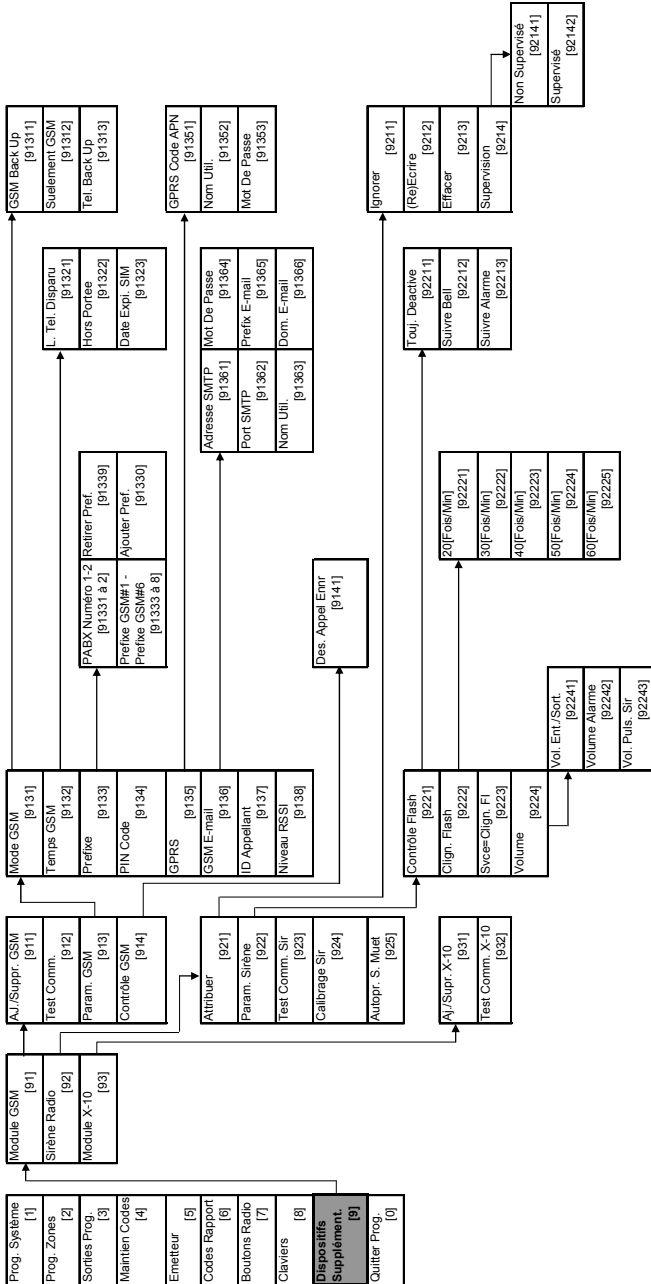 Prog. Système
[1]
Prog. Zones
[2]
Sorties Prog.
[3]
Maintien Codes
[4]
Emetteur
[5]
Codes Rapport
[6]
Boutons Radio
[7]
Claviers
[8]
Dispositifs
Supplément.
[9]
Quitter Prog.
[0]
Module GSM
[91]
Sirène Radio
[92]
Module X-10
[93]
AJ./Suppr. GSM
[911]
Test Comm.
[912]
Param. GSM
[913]
Contrôle GSM
[914]
Attribuer
[921]
Param. Sirène
[922]
Test Comm. Sir
[923]
Calibrage Sir
[924]
Autopr. S. Muet
[925]
Aj./Supr. X-10
[931]
Test Comm. X-10
[932]
Mode GSM
[9131]
Temps GSM
[9132]
Prefixe
[9133]
PIN Code
[9134]
GPRS
[9135]
GSM E-mail
[9136]
ID Appellant
[9137]
Niveau RSSI
[9138]
Contrôle Flash
[9221]
Clign. Flash
[9222]
Svce=Clign. Fl
[9223]
Volume
[9224]
Vol. Ent./Sort.
[92241]
Volume Alarme
[92242]
Vol. Puls. Sir
[92243]
PABX Numéro 1-2
[91331 à 2]
Prefixe GSM#1 -
Prefixe GSM#6
[91333 à 8]
Retirer Pref.
[91339]
Ajouter Pref.
[91330]
Des. Appel Ennr
[9141]
20[Fois/Min]
[92221]
30[Fois/Min]
[92222]
40[Fois/Min]
[92223]
50[Fois/Min]
[92224]
60[Fois/Min]
[92225]
L. Tel. Disparu
[91321]
Hors Portee
[91322]
Date Expi. SIM
[91323]
Adresse SMTP
[91361]
Port SMTP
[91362]
Nom Util.
[91363]
Mot De Passe
[91364]
Prefix E-mail
[91365]
Dom. E-mail
[91366]
Touj. Deactive
[92211]
Suivre Bell
[92212]
Suivre Alarme
[92213]
GSM Back Up
[91311]
Suelement GSM
[91312]
Tel. Back Up
[91313]
GPRS Code APN
[91351]
Nom Util.
[91352]
Mot De Passe
[91353]
Ignorer
[9211]
(Re)Ecrire
[9212]
Effacer
[9213]
Supervision
[9214]
Non Supervisé
[92141]
Supervisé
[92142]